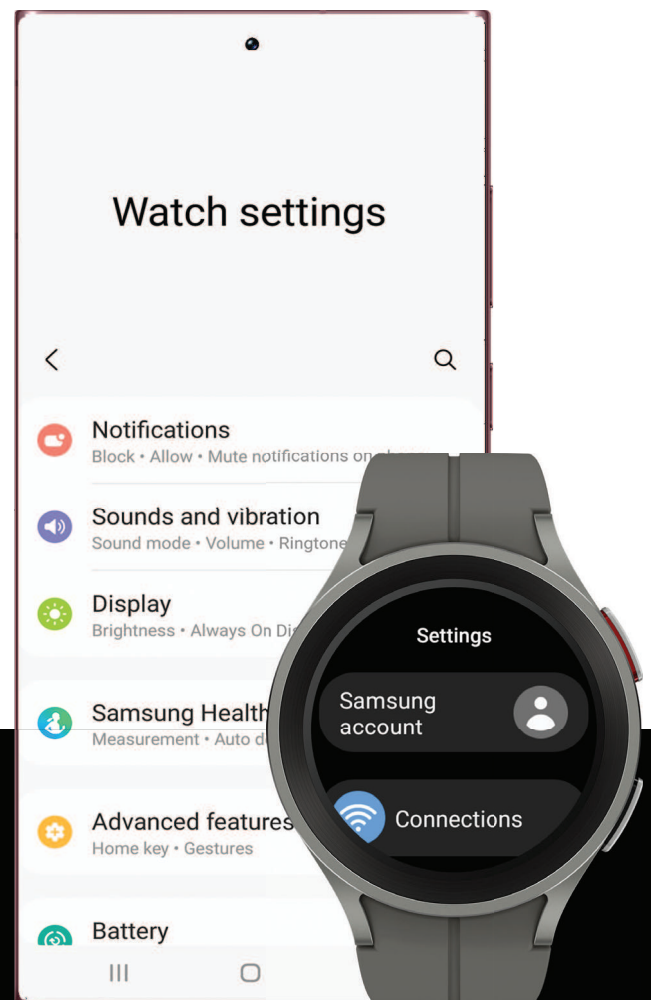 Watch settings
Notifications
Block • Allow • Mute notifications on
Sounds and vibration
Sound mode • Volume • Ringtone
Display
Brightness • Always On
Samsung Health
Measurement • Auto
Advanced features
Home key • Gestures
Battery
Settings
Samsung
account
Connections